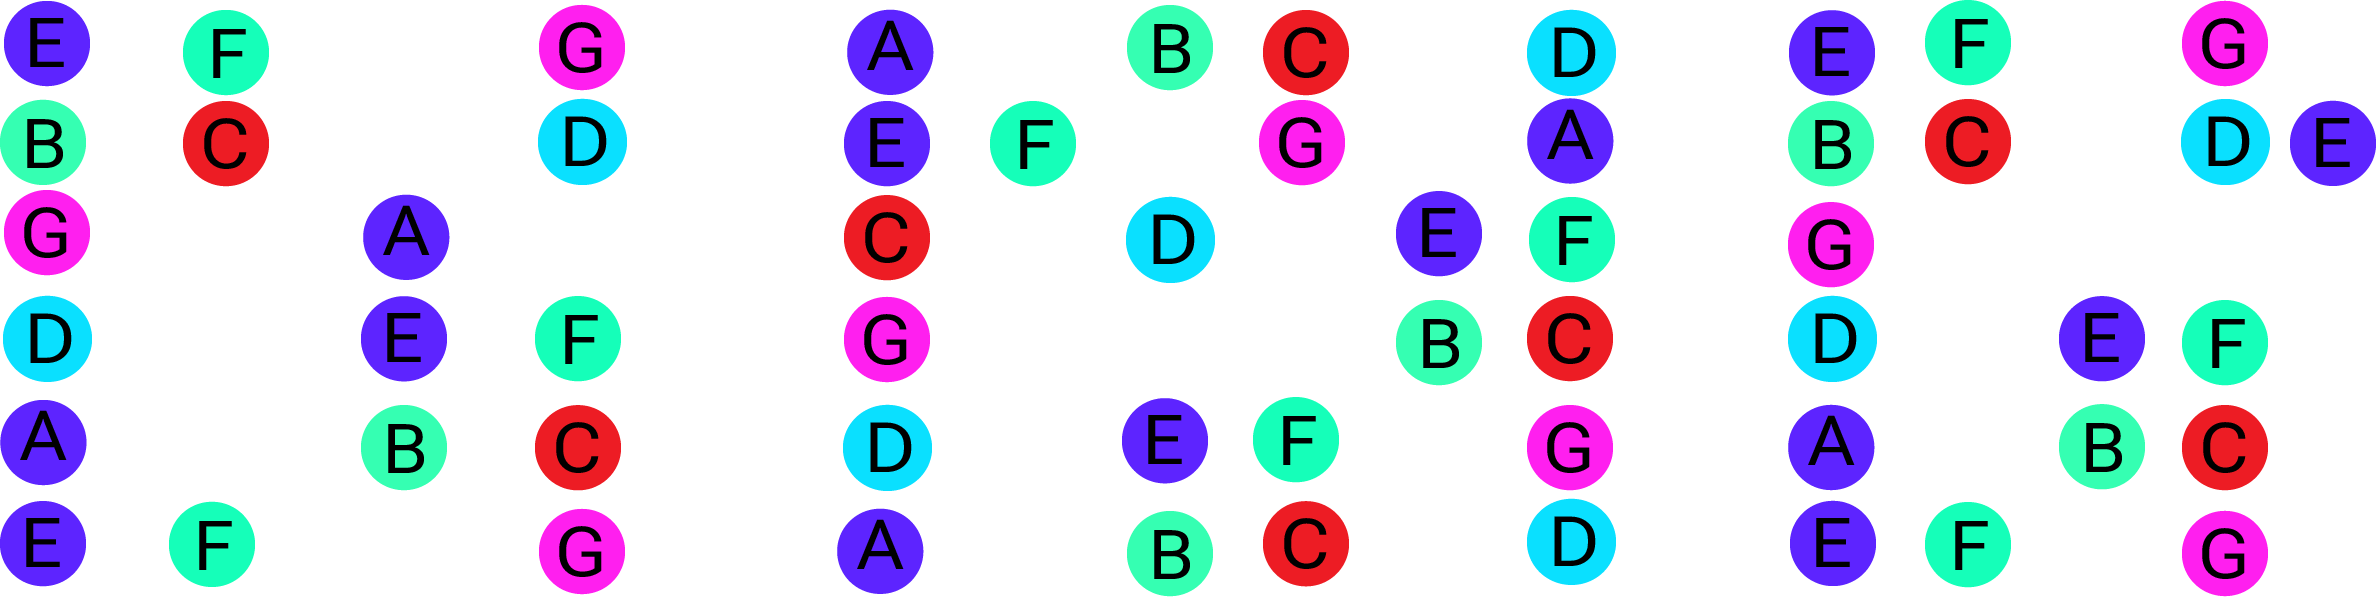 E F G A B C D E F G
B C D E F G A B C D E
G A C D E F G
D E F G B C D E F
A B C D E F G A B C
E F G A B C D E F G